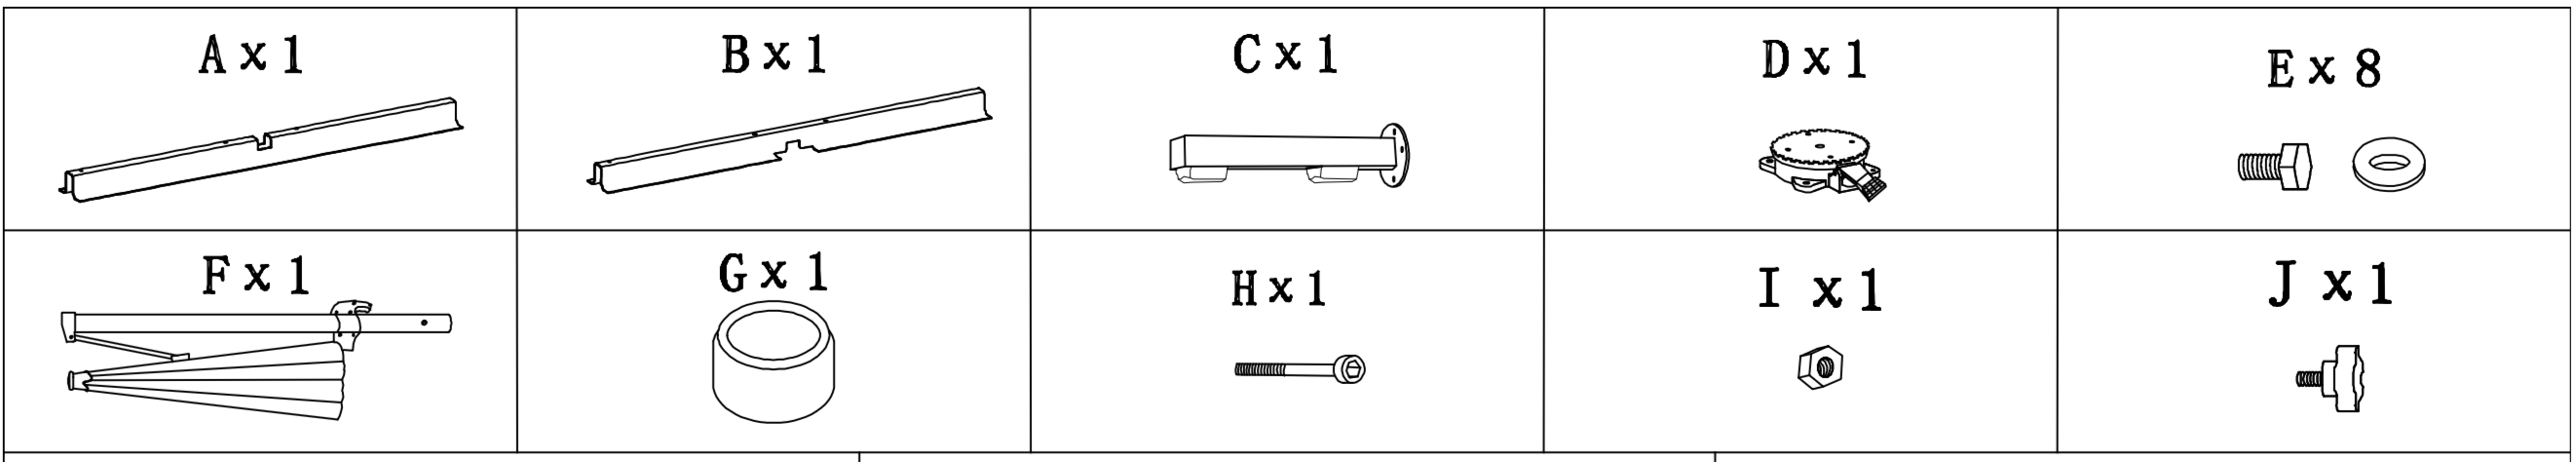 A x 1
B x 1
C x 1
D x 1
E x 8
F x 1
G x 1
H x 1
I x 1
J x 1